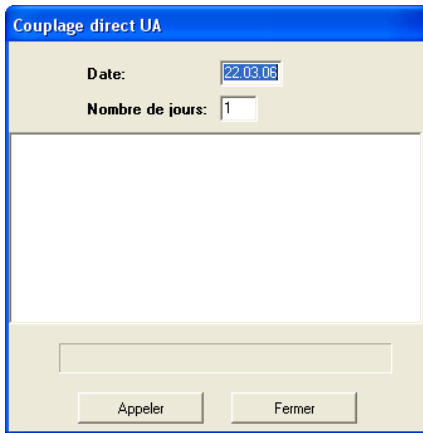 Couplage direct UA
Date: 22.03.06
Nombre de jours: 1
Appeler Fermer